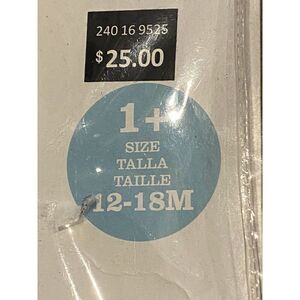 240 16 9525
$25.00
1+
SIZE
TALLA
TAILLE
12-18M